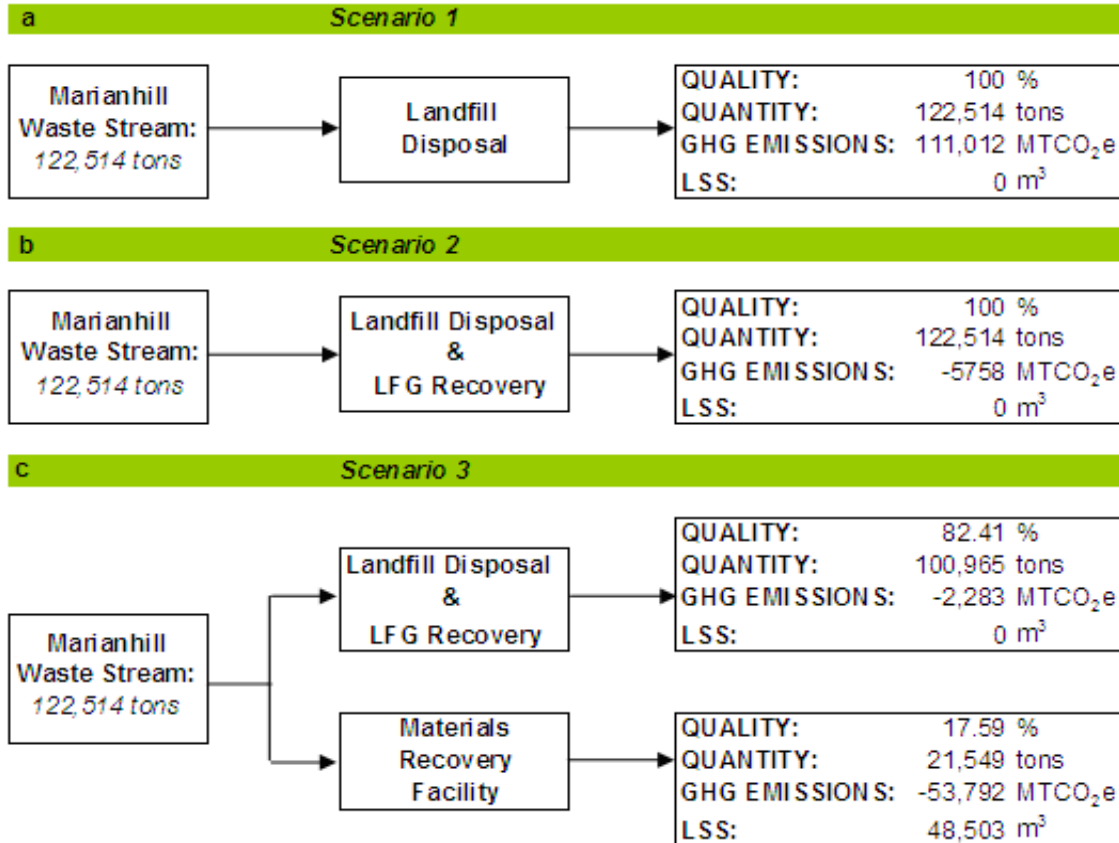 a Scenario 1
Marianhill
Waste Stream:
122,514 tons
Landfill
Disposal
QUALITY: 100 %
QUANTITY: 122,514 tons
GHG EMISSIONS: 111,012 MTCO₂e
LSS: 0 m³
b Scenario 2
Marianhill
Waste Stream:
122,514 tons
Landfill Disposal
&
LFG Recovery
QUALITY: 100 %
QUANTITY: 122,514 tons
GHG EMISSIONS: -5758 MTCO₂e
LSS: 0 m³
c Scenario 3
Marianhill
Waste Stream:
122,514 tons
Landfill Disposal
&
LFG Recovery
QUALITY: 82.41 %
QUANTITY: 100,965 tons
GHG EMISSIONS: -2,283 MTCO₂e
LSS: 0 m³
Materials
Recovery
Facility
QUALITY: 17.59 %
QUANTITY: 21,549 tons
GHG EMISSIONS: -53,792 MTCO₂e
LSS: 48,503 m³